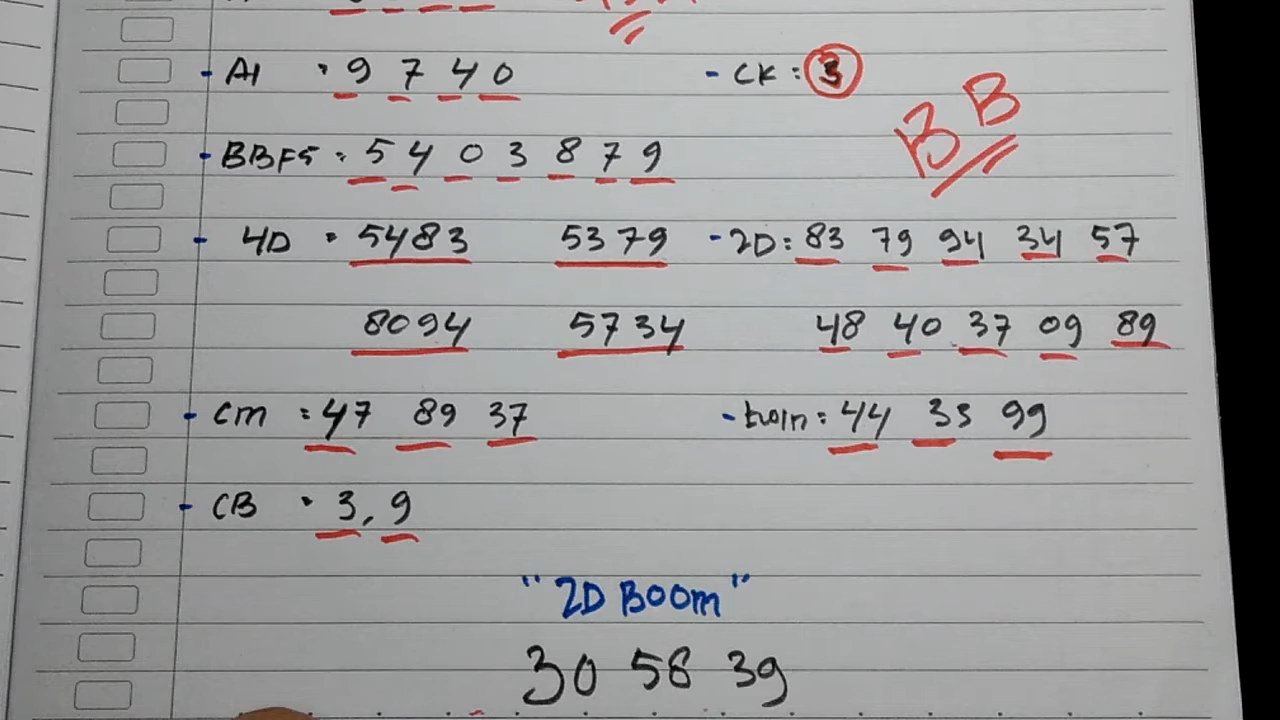 - AI : 9 7 4 0 - CK : 3
BB
- BBFS : 5 4 0 3 8 7 9
- 4D : 5483 5379 - 2D : 83 79 94 34 57
8094 5734 48 40 37 09 89
- CM : 47 89 37 - twin : 44 33 99
- CB : 3, 9
"2D BOOM"
30 58 39